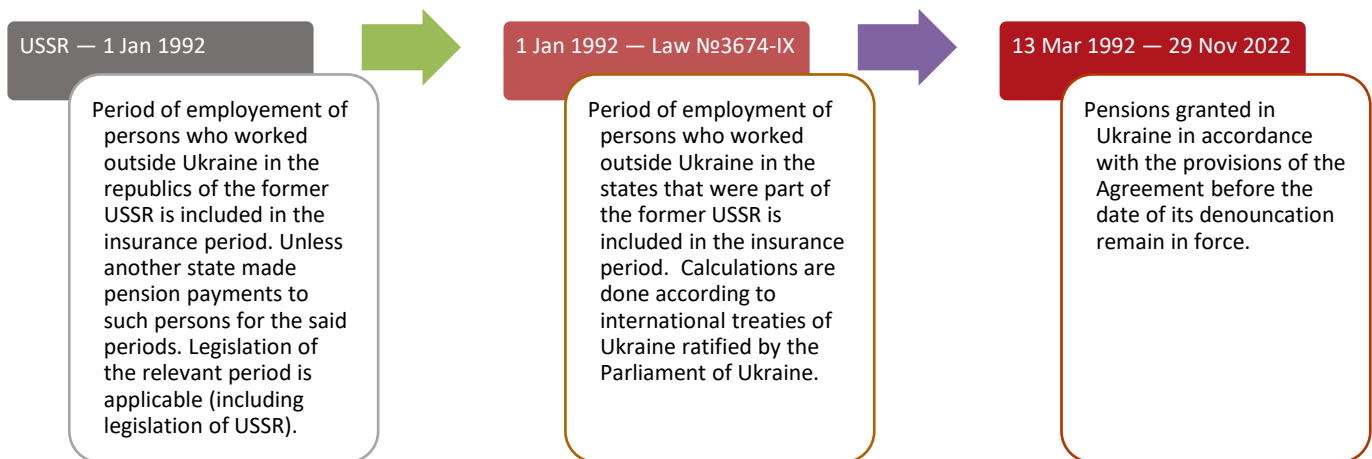 USSR — 1 Jan 1992
Period of employement of
persons who worked
outside Ukraine in the
republics of the former
USSR is included in the
insurance period. Unless
another state made
pension payments to
such persons for the said
periods. Legislation of
the relevant period is
applicable (including
legislation of USSR).
1 Jan 1992 — Law №3674-IX
Period of employment of
persons who worked
outside Ukraine in the
states that were part of
the former USSR is
included in the insurance
period.  Calculations are
done according to
international treaties of
Ukraine ratified by the
Parliament of Ukraine.
13 Mar 1992 — 29 Nov 2022
Pensions granted in
Ukraine in accordance
with the provisions of the
Agreement before the
date of its denouncation
remain in force.